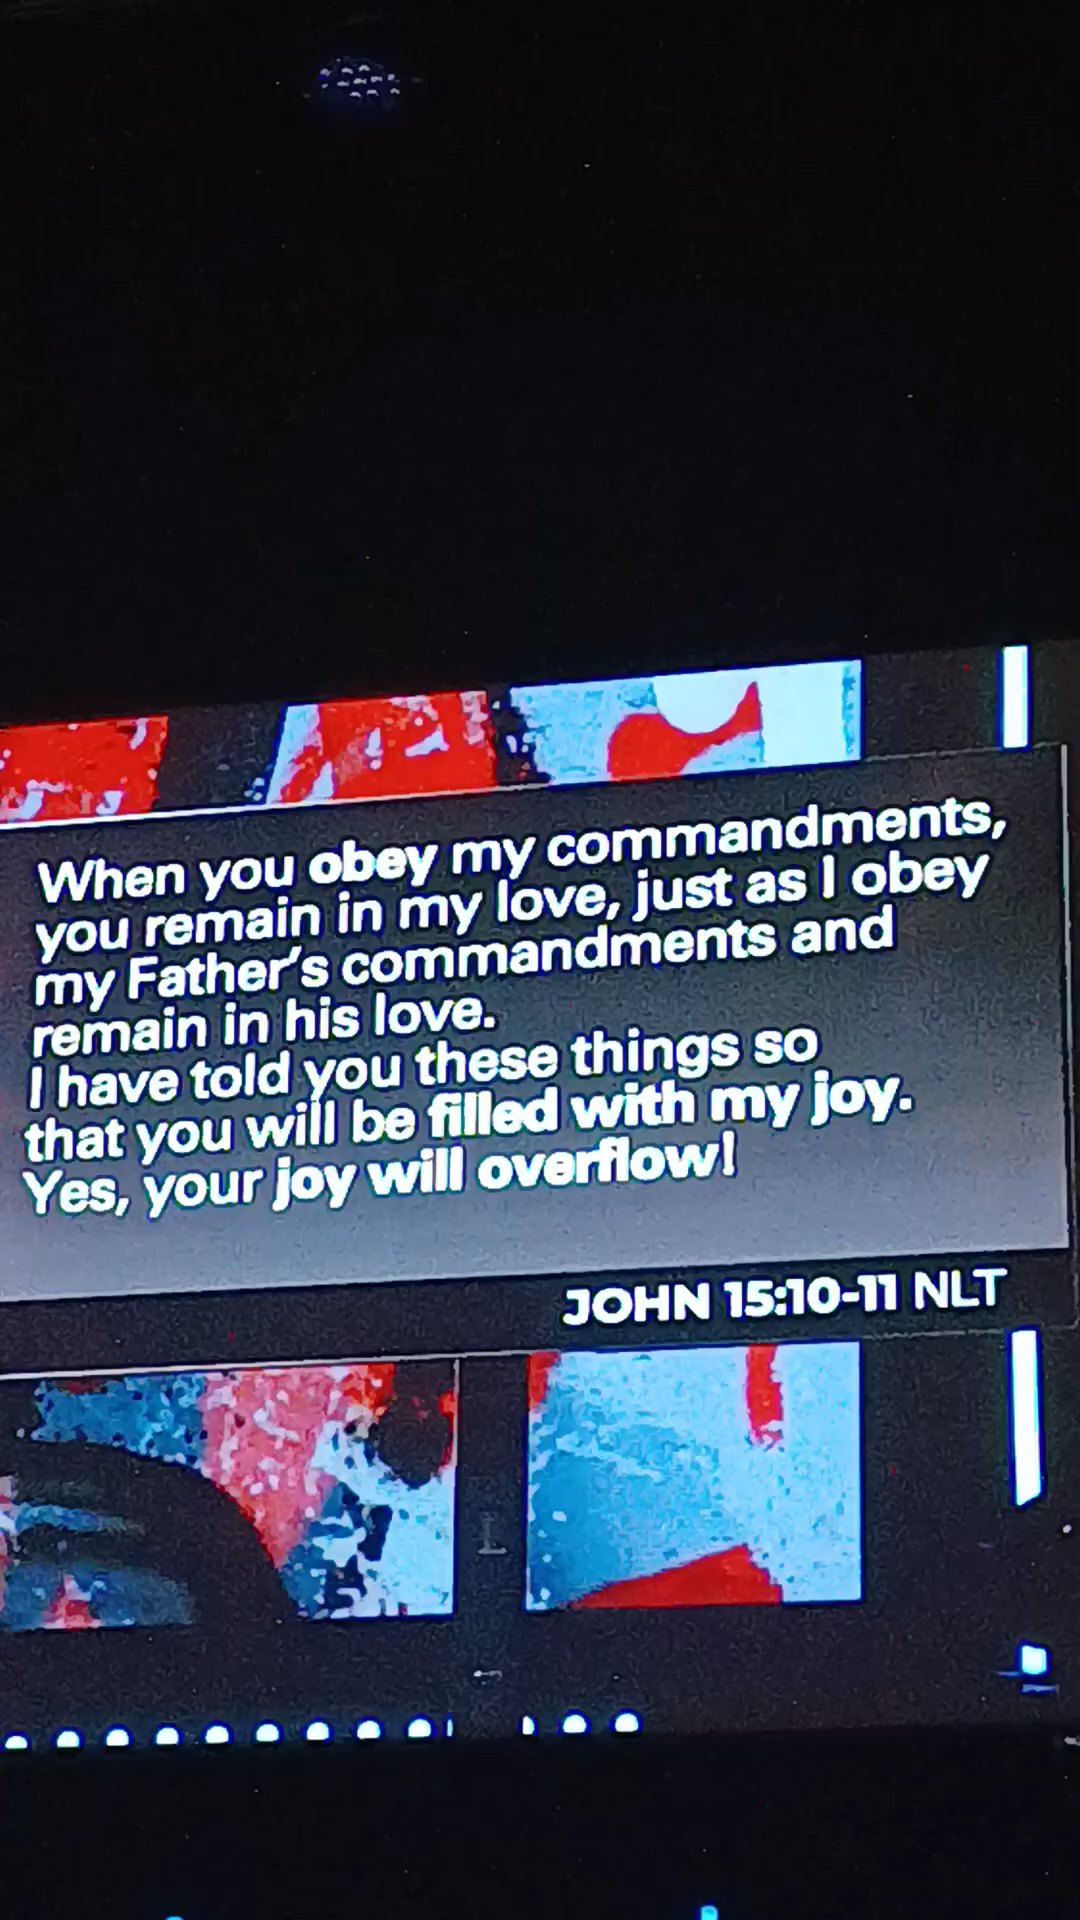 When you obey my commandments,
you remain in my love, just as I obey
my Father's commandments and
remain in his love.
I have told you these things so
that you will be filled with my joy.
Yes, your joy will overflow!
JOHN 15:10-11 NLT